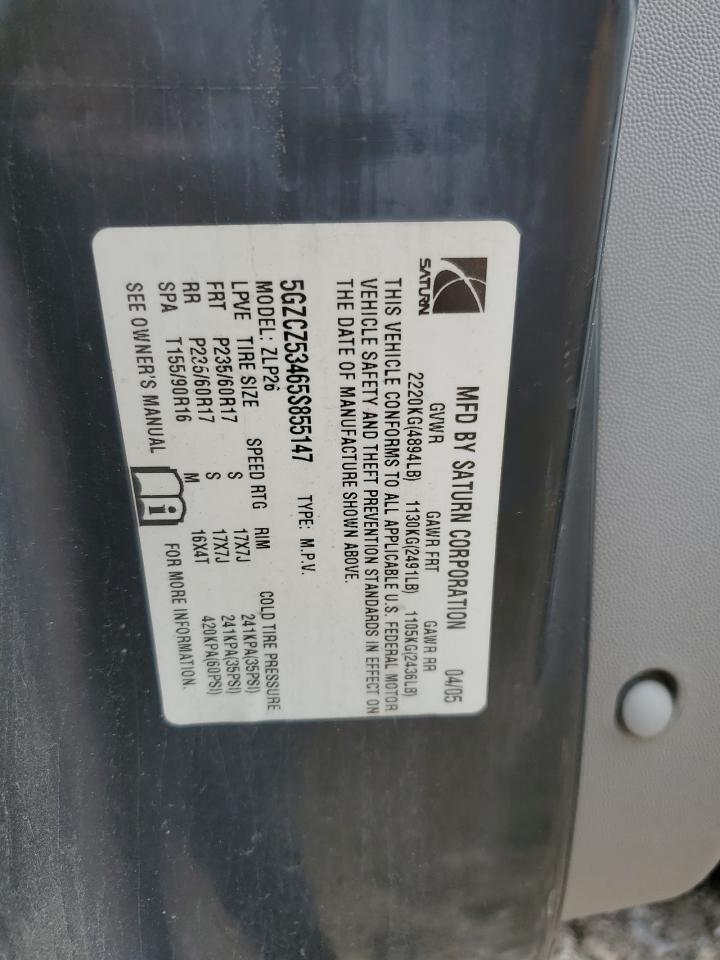 SATURN
MFD BY SATURN CORPORATION 04/05
GVWR GAWR FRT GAWR RR
2220KG(4894LB) 1130KG(2491LB) 1105KG(2436LB)
THIS VEHICLE CONFORMS TO ALL APPLICABLE U.S. FEDERAL MOTOR
VEHICLE SAFETY AND THEFT PREVENTION STANDARDS IN EFFECT ON
THE DATE OF MANUFACTURE SHOWN ABOVE.
5GZCZ53465S855147 TYPE: M.P.V.
MODEL: ZLP26
LPVE TIRE SIZE SPEED RTG RIM COLD TIRE PRESSURE
FRT P235/60R17 S 17X7J 241KPA(35PSI)
RR P235/60R17 S 17X7J 241KPA(35PSI)
SPA T155/90R16 M 16X4T 420KPA(60PSI)
SEE OWNER'S MANUAL i FOR MORE INFORMATION.